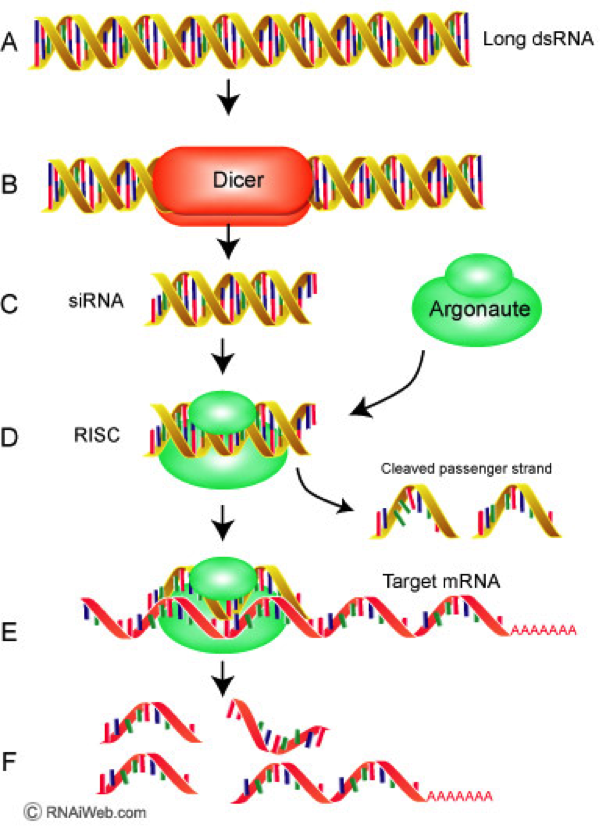 A
Long dsRNA
B
Dicer
C
siRNA
Argonaute
D
RISC
Cleaved passenger strand
Target mRNA
E
AAAAAAA
F
AAAAAAA
© RNAiWeb.com